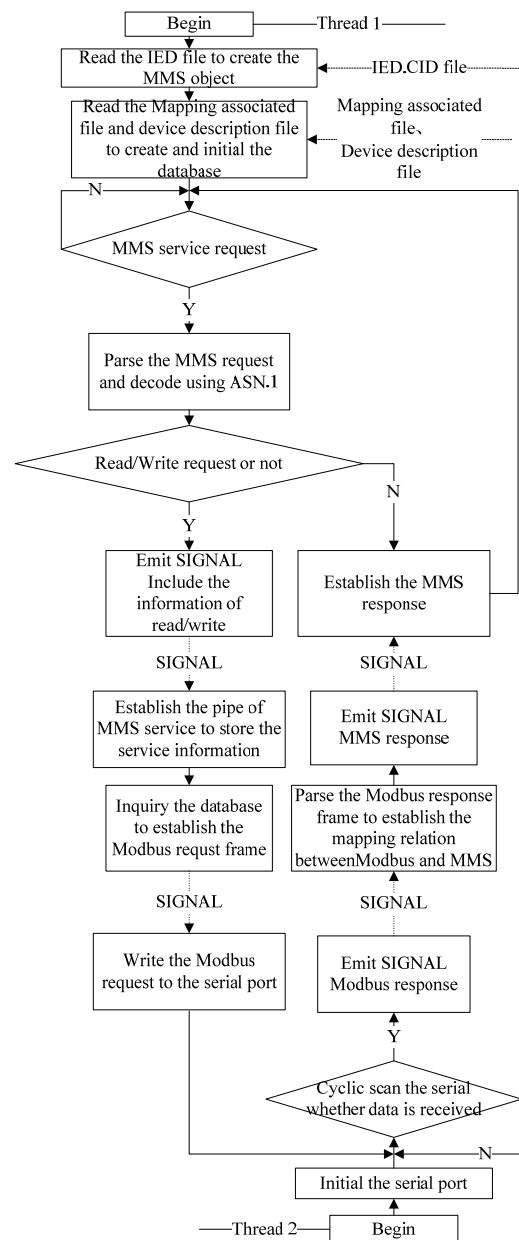 Begin
Thread 1
Read the IED file to create the
MMS object
IED.CID file
Read the Mapping associated
file and device description file
to create and initial the
database
Mapping associated
file、
Device description
file
N
MMS service request
Y
Parse the MMS request
and decode using ASN.1
Read/Write request or not
N
Y
Emit SIGNAL
Include the
information of
read/write
Establish the MMS
response
SIGNAL
SIGNAL
Establish the pipe of
MMS service to store the
service information
Emit SIGNAL
MMS response
Inquiry the database
to establish the
Modbus requst frame
Parse the Modbus response
frame to establish the
mapping relation
betweenModbus and MMS
SIGNAL
SIGNAL
Write the Modbus
request to the serial port
Emit SIGNAL
Modbus response
Y
Cyclic scan the serial
whether data is received
N
Initial the serial port
Thread 2
Begin